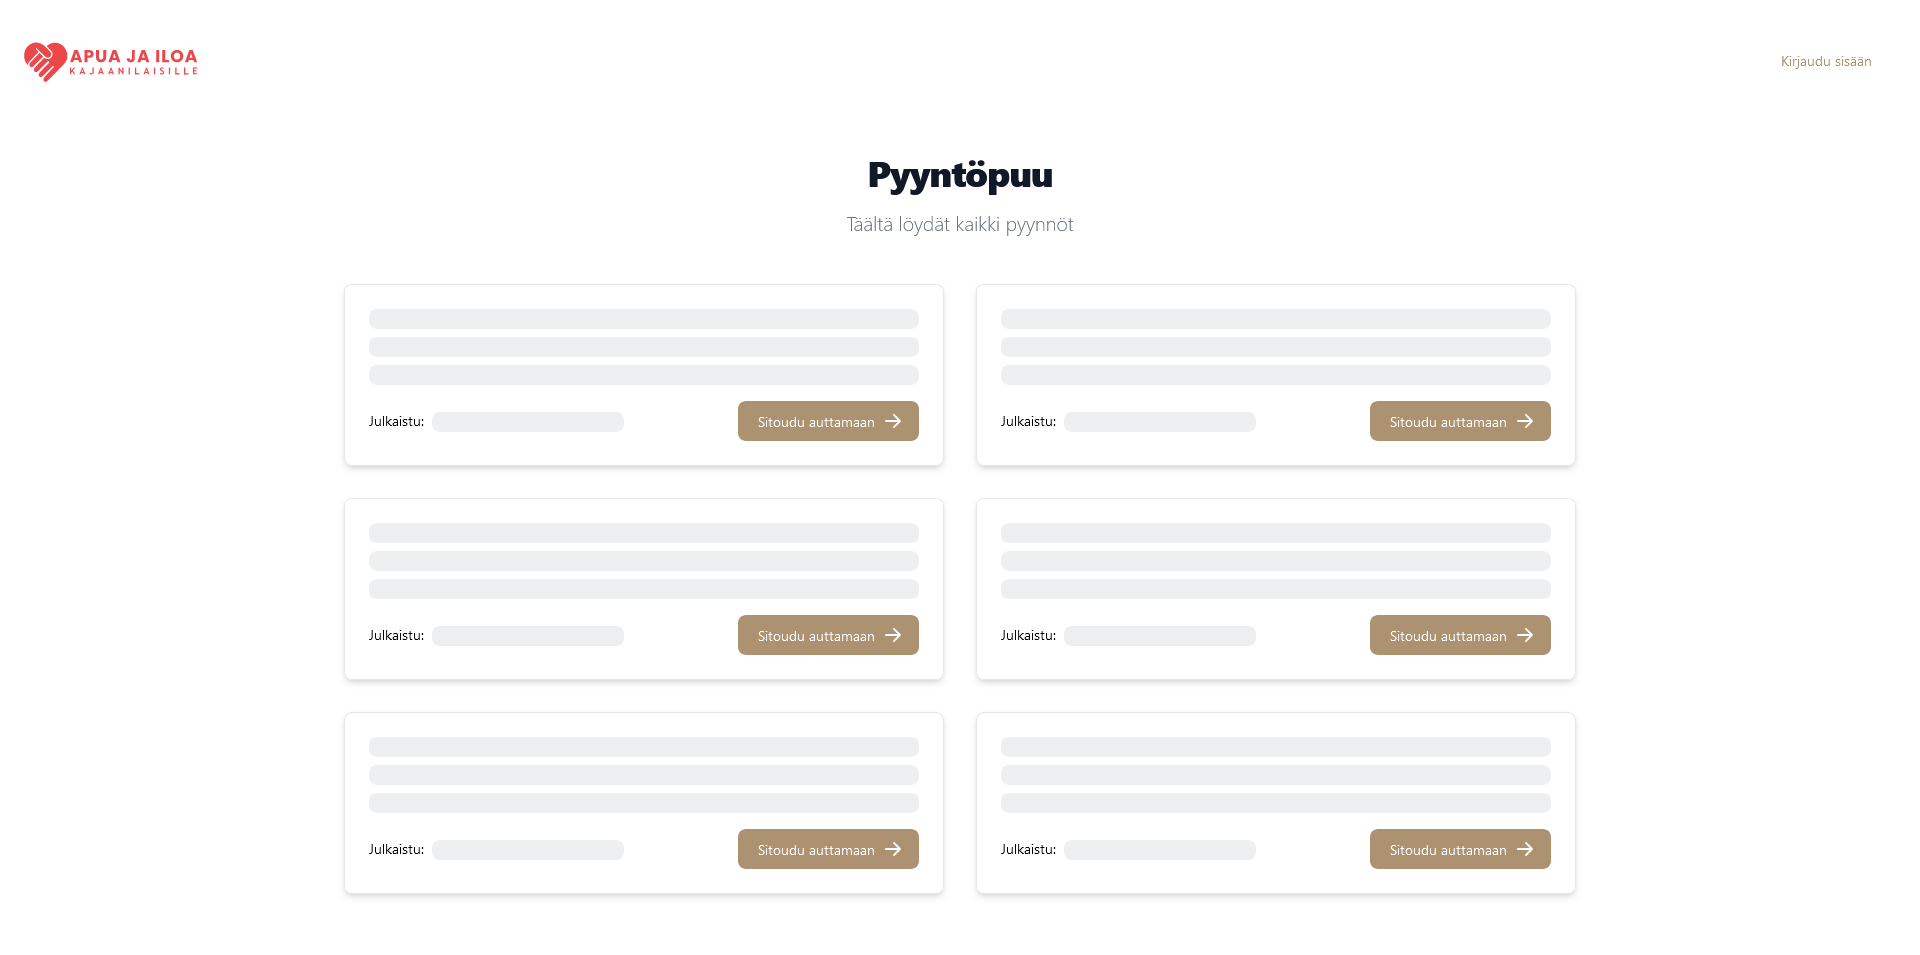 APUA JA ILOA
KAJAANILAISILLE
Kirjaudu sisään
Pyyntöpuu
Täältä löydät kaikki pyynnöt
Julkaistu:
Sitoudu auttamaan
Julkaistu:
Sitoudu auttamaan
Julkaistu:
Sitoudu auttamaan
Julkaistu:
Sitoudu auttamaan
Julkaistu:
Sitoudu auttamaan
Julkaistu:
Sitoudu auttamaan